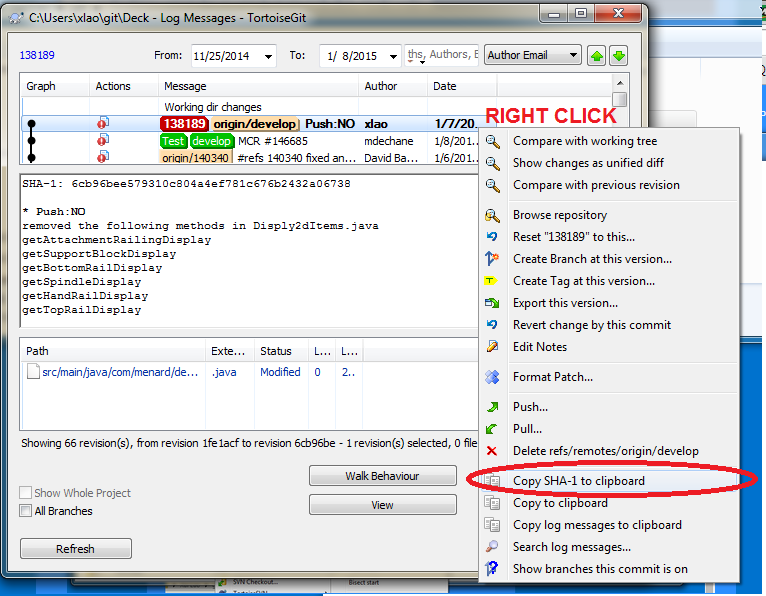 C:\Users\xlao\git\Deck - Log Messages - TortoiseGit
138189 From: 11/25/2014 To: 1/ 8/2015 ths, Authors, E Author Email
Graph Actions Message Author Date
Working dir changes
RIGHT CLICK
138189 origin/develop Push:NO xlao 1/7/20...
Test develop MCR #146685 mdechane 1/8/201...
origin/140340 #refs 140340 fixed an... David Ba... 1/6/201...
SHA-1: 6cb96bee579310c804a4ef781c676b2432a06738
* Push:NO
removed the following methods in Disply2dItems.java
getAttachmentRailingDisplay
getSupportBlockDisplay
getBottomRailDisplay
getSpindleDisplay
getHandRailDisplay
getTopRailDisplay
Path Exte... Status L... L...
src/main/java/com/menard/de... .java Modified 0 2..
Showing 66 revision(s), from revision 1fe1acf to revision 6cb96be - 1 revision(s) selected, 0 file
Walk Behaviour
Show Whole Project
View
All Branches
Refresh
Compare with working tree
Show changes as unified diff
Compare with previous revision
Browse repository
Reset "138189" to this...
Create Branch at this version...
Create Tag at this version...
Export this version...
Revert change by this commit
Edit Notes
Format Patch...
Push...
Pull...
Delete refs/remotes/origin/develop
Copy SHA-1 to clipboard
Copy to clipboard
Copy log messages to clipboard
Search log messages...
Show branches this commit is on
SVN Checkout... Bisect start